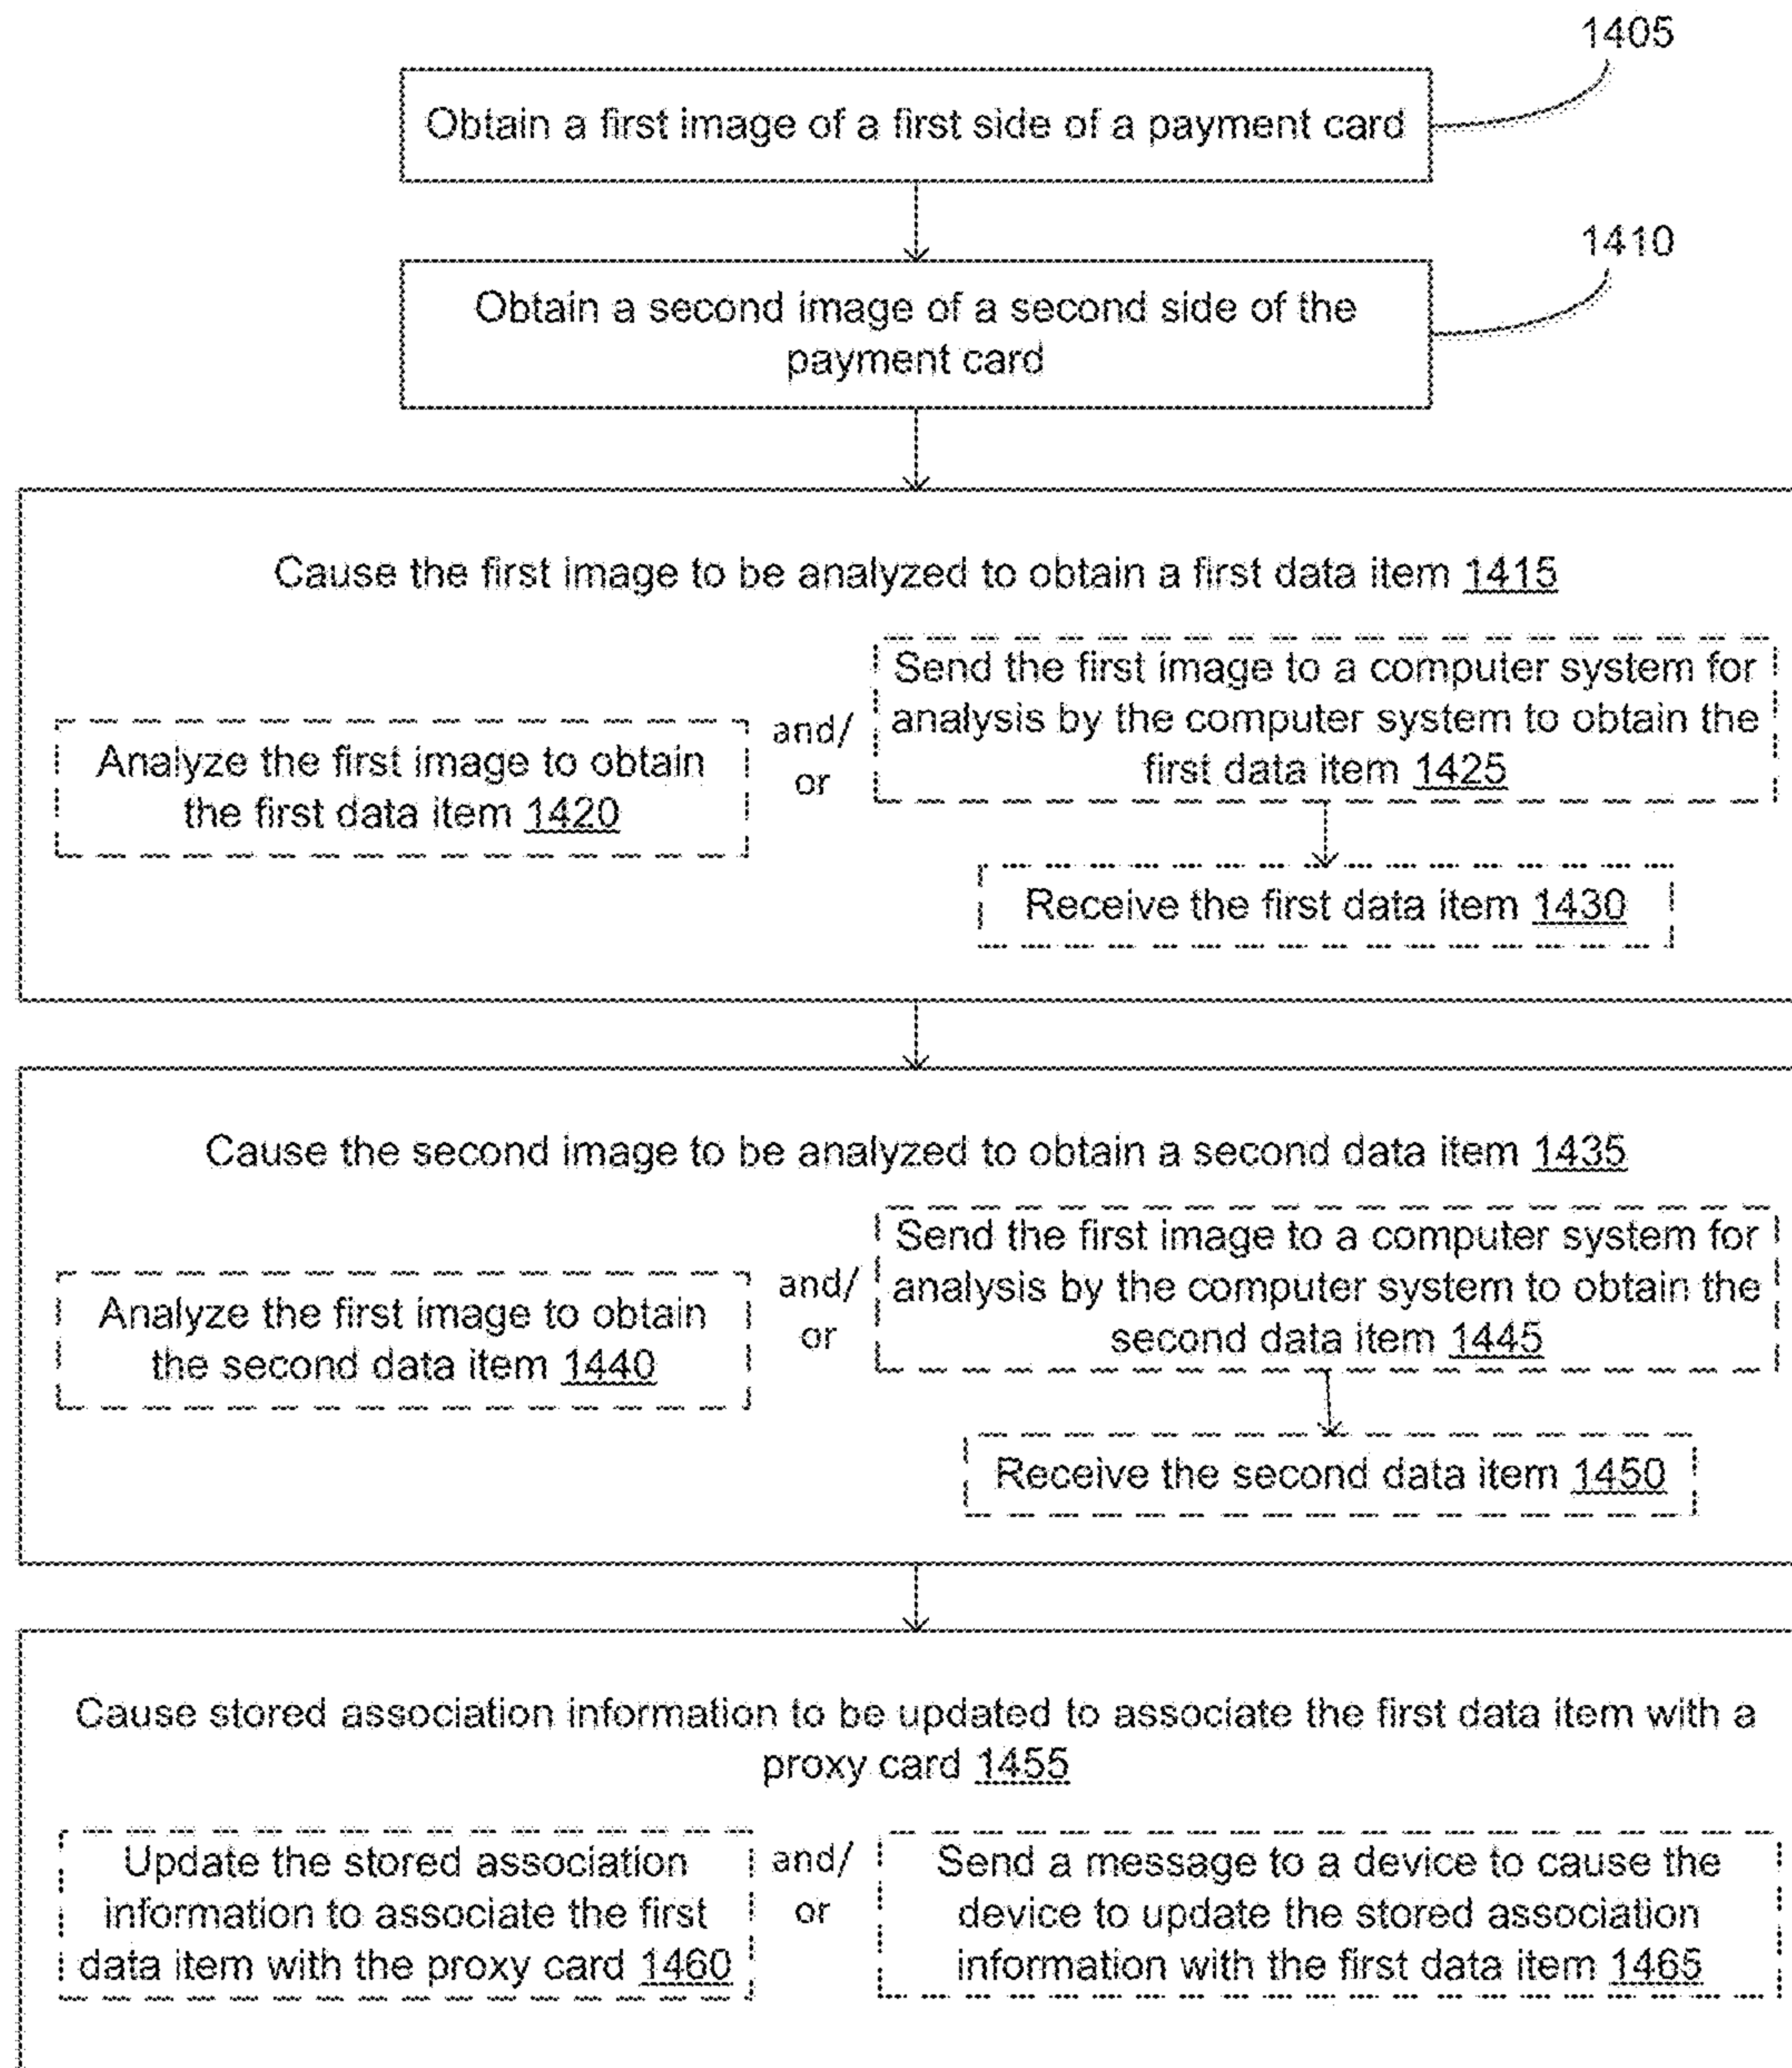 1405
Obtain a first image of a first side of a payment card
1410
Obtain a second image of a second side of the
payment card
Cause the first image to be analyzed to obtain a first data item 1415
Analyze the first image to obtain
the first data item 1420
and/
or
Send the first image to a computer system for
analysis by the computer system to obtain the
first data item 1425
Receive the first data item 1430
Cause the second image to be analyzed to obtain a second data item 1435
Analyze the first image to obtain
the second data item 1440
and/
or
Send the first image to a computer system for
analysis by the computer system to obtain the
second data item 1445
Receive the second data item 1450
Cause stored association information to be updated to associate the first data item with a
proxy card 1455
Update the stored association
information to associate the first
data item with the proxy card 1460
and/
or
Send a message to a device to cause the
device to update the stored association
information with the first data item 1465